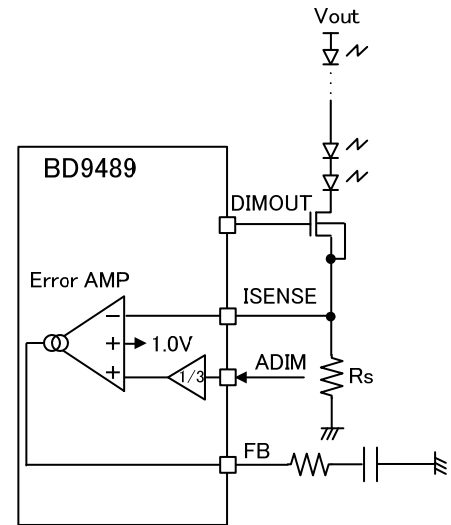 Vout
BD9489
DIMOUT
Error AMP
ISENSE
−
+
1.0V
+
1/3
ADIM
Rs
FB